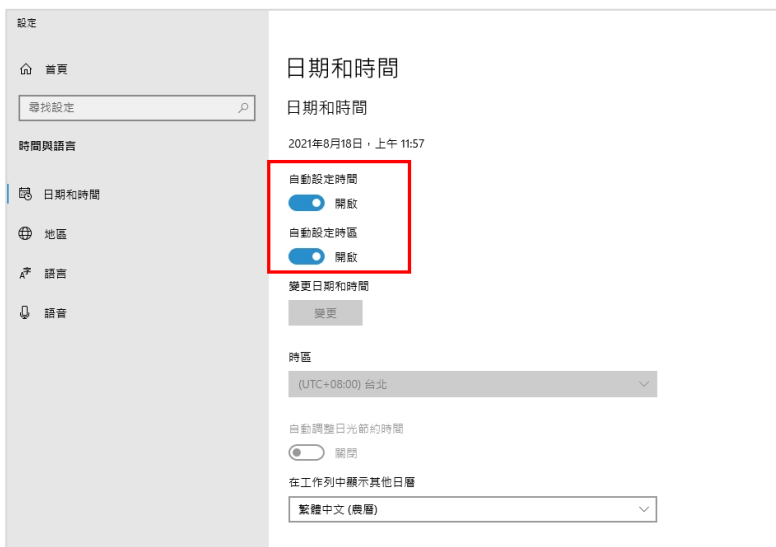 設定
首頁
尋找設定
時間與語言
日期和時間
地區
語言
語音
日期和時間
日期和時間
2021年8月18日，上午 11:57
自動設定時間
開啟
自動設定時區
開啟
變更日期和時間
變更
時區
(UTC+08:00) 台北
自動調整日光節約時間
關閉
在工作列中顯示其他日曆
繁體中文 (農曆)